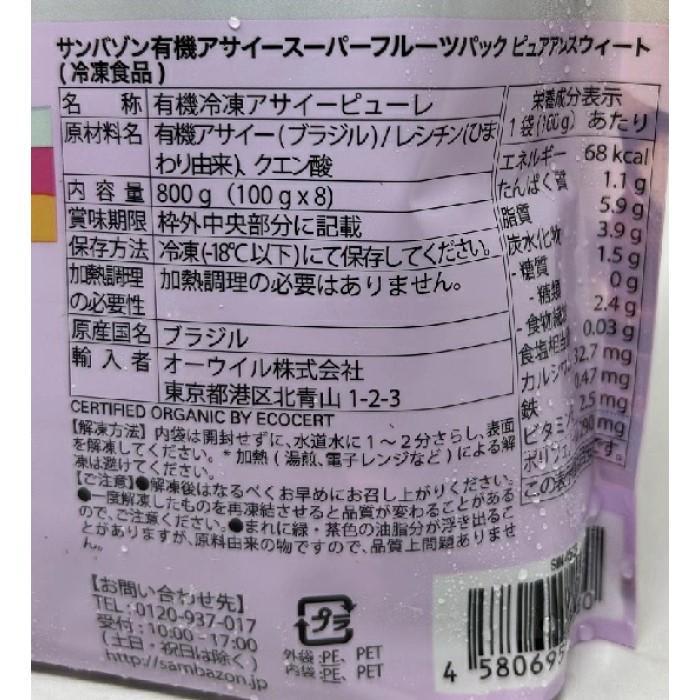 サンバゾン有機アサイースーパーフルーツパック ピュアアンスウィート
(冷凍食品)
名 称 有機冷凍アサイーピューレ
原材料名 有機アサイー(ブラジル)/レシチン(ひま
わり由来)、クエン酸
内容量 800g (100gx8)
賞味期限 枠外中央部分に記載
保存方法 冷凍(-18℃以下)にて保存してください。
加熱調理
の必要性 加熱調理の必要はありません。
原産国名 ブラジル
輸入者 オーウイル株式会社
東京都港区北青山 1-2-3
CERTIFIED ORGANIC BY ECOCERT
【解凍方法】内袋は開封せずに、水道水に1〜2分さらし、表面
を解凍してください。*加熱(湯煎、電子レンジなど)による解
凍は避けてください。
【ご注意】●解凍後はなるべくお早めにお召し上がりください。
●一度解凍したものを再凍結させると品質が変わることがある
ので、ご注意ください。●まれに緑・茶色の油脂分が浮き出るこ
とがありますが、原料由来の物ですので、品質上問題ありませ
ん。
【お問い合わせ先】
TEL:0120-937-017
受付:10:00-17:00
(土日・祝日は除く)
http://sambazon.jp
プラ
外袋:PE、PET
内袋:PE、PET
栄養成分表示
1袋(100g)あたり
エネルギー 68 kcal
たんぱく質 1.1 g
脂質 5.9 g
炭水化物 3.9 g
-糖質 1.5 g
-糖類 0 g
-食物繊維 2.4 g
食塩相当量 0.03 g
カルシウム 32.7 mg
鉄 0.47 mg
ビタミン 2.5 mg
mg
4 580695